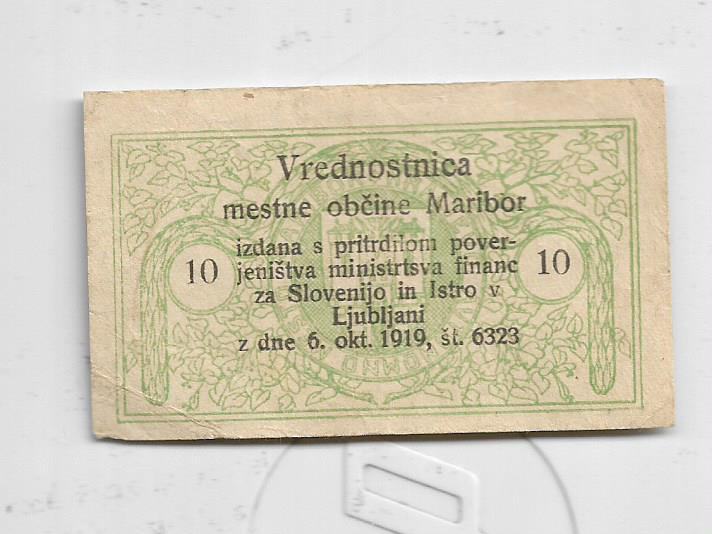 Vrednostnica
mestne občine Maribor
izdana s pritrdilom pover-
10 jeništva ministrtsva financ 10
za Slovenijo in Istro v
Ljubljani
z dne 6. okt. 1919, št. 6323